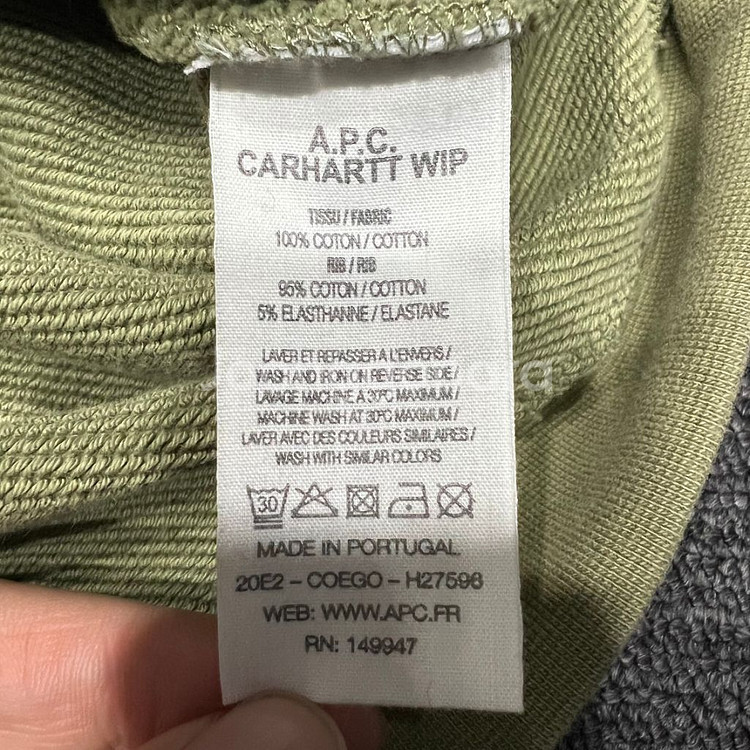 A.P.C.
CARHARTT WIP
TISSU / FABRIC
100% COTON / COTTON
RIB / RIB
95% COTON / COTTON
5% ELASTHANNE / ELASTANE
LAVER ET REPASSER A L'ENVERS /
WASH AND IRON ON REVERSE SIDE /
LAVAGE MACHINE A 30°C MAXIMUM /
MACHINE WASH AT 30°C MAXIMUM /
LAVER AVEC DES COULEURS SIMILAIRES /
WASH WITH SIMILAR COLORS
30
MADE IN PORTUGAL
20E2 – COEGO – H27598
WEB: WWW.APC.FR
RN: 149947